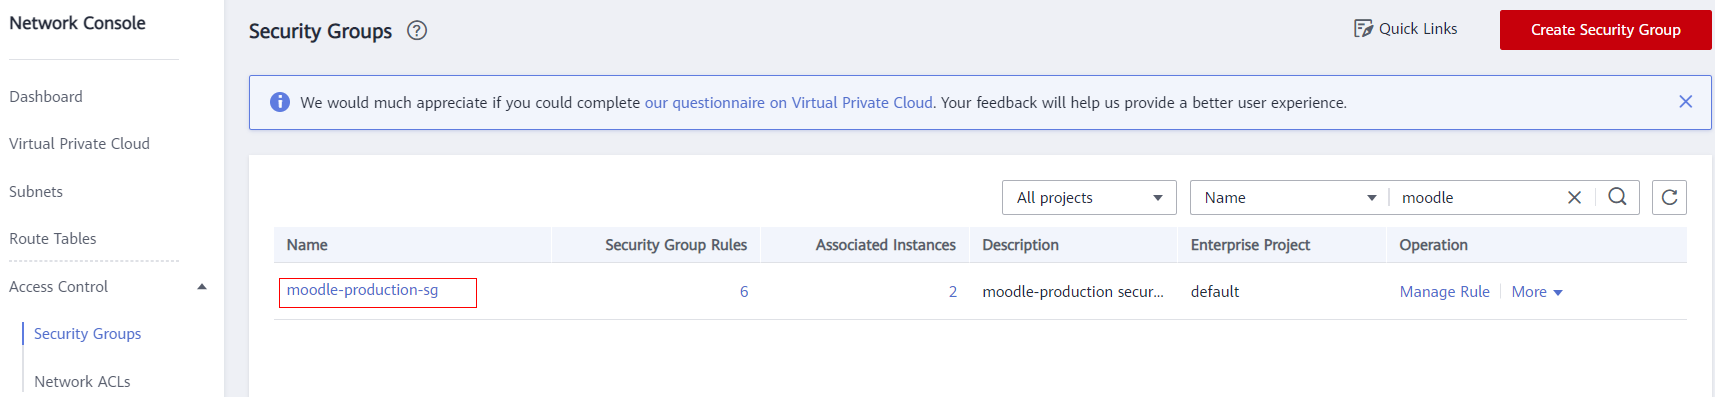 Network Console
Security Groups ?
Quick Links
Create Security Group
Dashboard
We would much appreciate if you could complete our questionnaire on Virtual Private Cloud. Your feedback will help us provide a better user experience.
Virtual Private Cloud
Subnets
All projects
Name
moodle
Route Tables
Name Security Group Rules Associated Instances Description Enterprise Project Operation
Access Control
moodle-production-sg 6 2 moodle-production secur... default Manage Rule More
Security Groups
Network ACLs